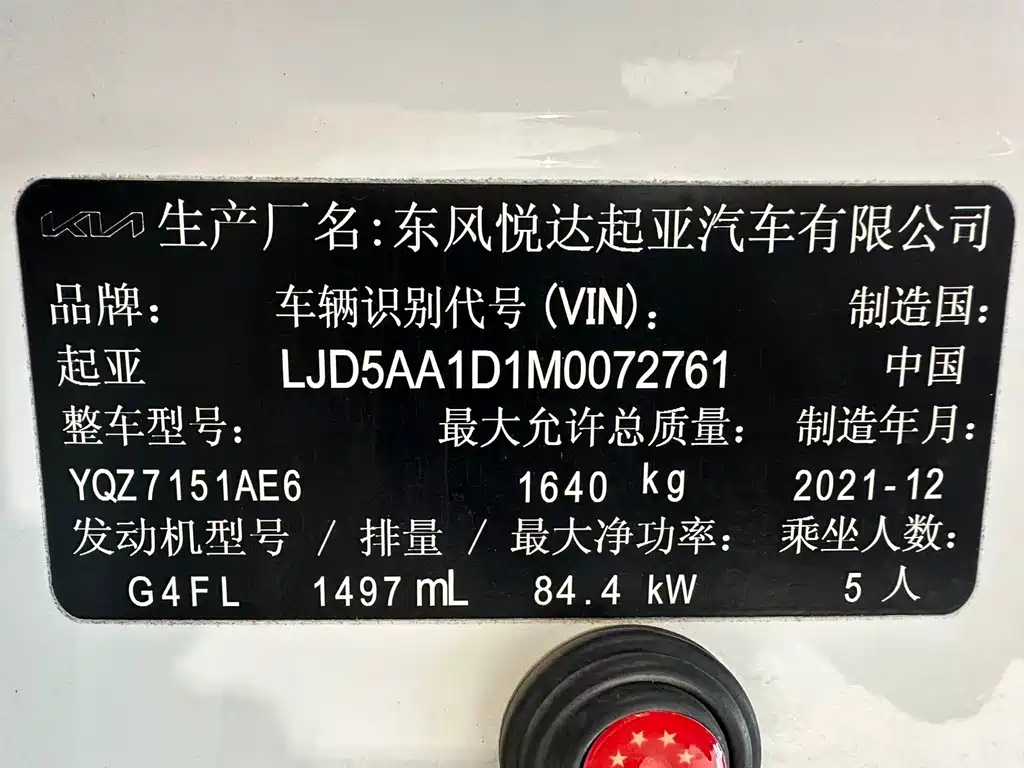 KIA 生产厂名:东风悦达起亚汽车有限公司
品牌: 车辆识别代号(VIN): 制造国:
起亚 LJD5AA1D1M0072761 中国
整车型号: 最大允许总质量: 制造年月:
YQZ7151AE6 1640 kg 2021-12
发动机型号 / 排量 / 最大净功率: 乘坐人数:
G4FL 1497 mL 84.4 kW 5 人